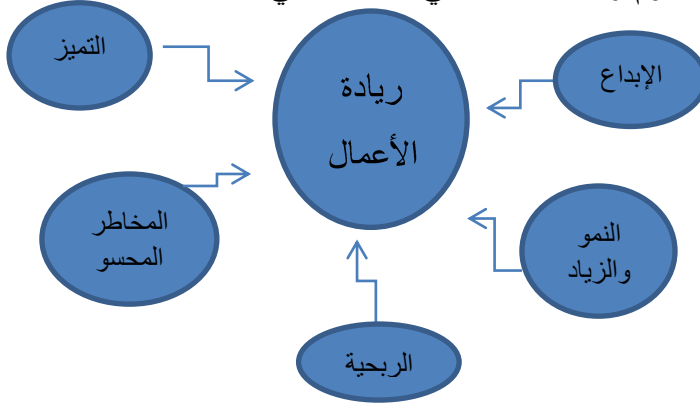 ريادة
الأعمال
الإبداع
التميز
النمو
والزياد
المخاطر
المحسو
الربحية